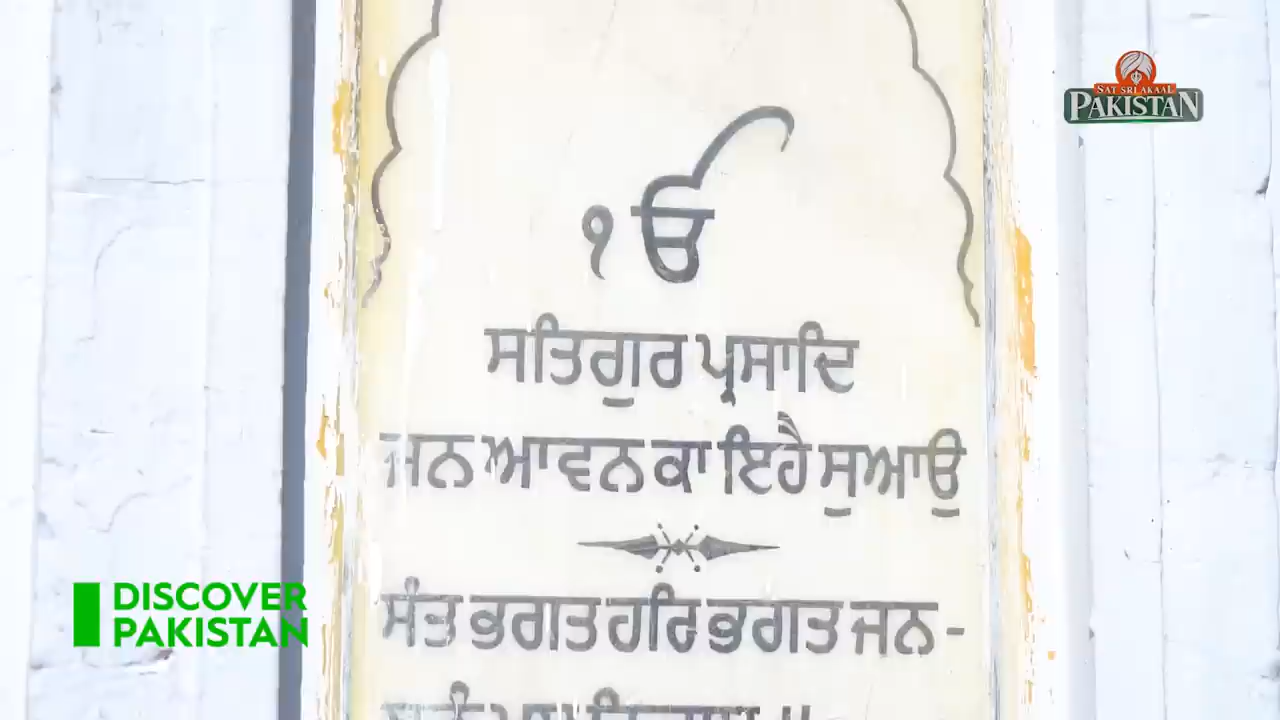 SAT SRI AKAAL
PAKISTAN
ੴ
ਸਤਿਗੁਰ ਪ੍ਰਸਾਦਿ
ਜਨ ਆਵਨ ਕਾ ਇਹੈ ਸੁਆਉ
ਸੰਤ ਭਗਤ ਹਰਿ ਭਗਤ ਜਨ-
DISCOVER
PAKISTAN